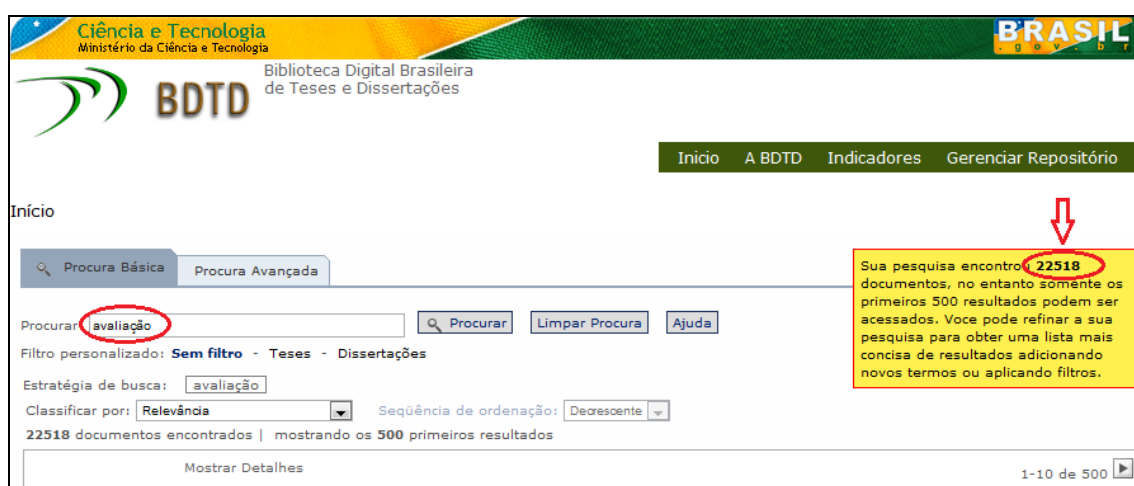 Ciência e Tecnologia
Ministério da Ciência e Tecnologia
BRASIL
.gov.br
BDTD
Biblioteca Digital Brasileira
de Teses e Dissertações
Inicio A BDTD Indicadores Gerenciar Repositório
Início
Procura Básica Procura Avançada
Sua pesquisa encontrou 22518
documentos, no entanto somente os
primeiros 500 resultados podem ser
acessados. Voce pode refinar a sua
pesquisa para obter uma lista mais
concisa de resultados adicionando
novos termos ou aplicando filtros.
Procurar: avaliação Procurar Limpar Procura Ajuda
Filtro personalizado: Sem filtro - Teses - Dissertações
Estratégia de busca: avaliação
Classificar por: Relevância Seqüência de ordenação: Decrescente
22518 documentos encontrados | mostrando os 500 primeiros resultados
Mostrar Detalhes
1-10 de 500